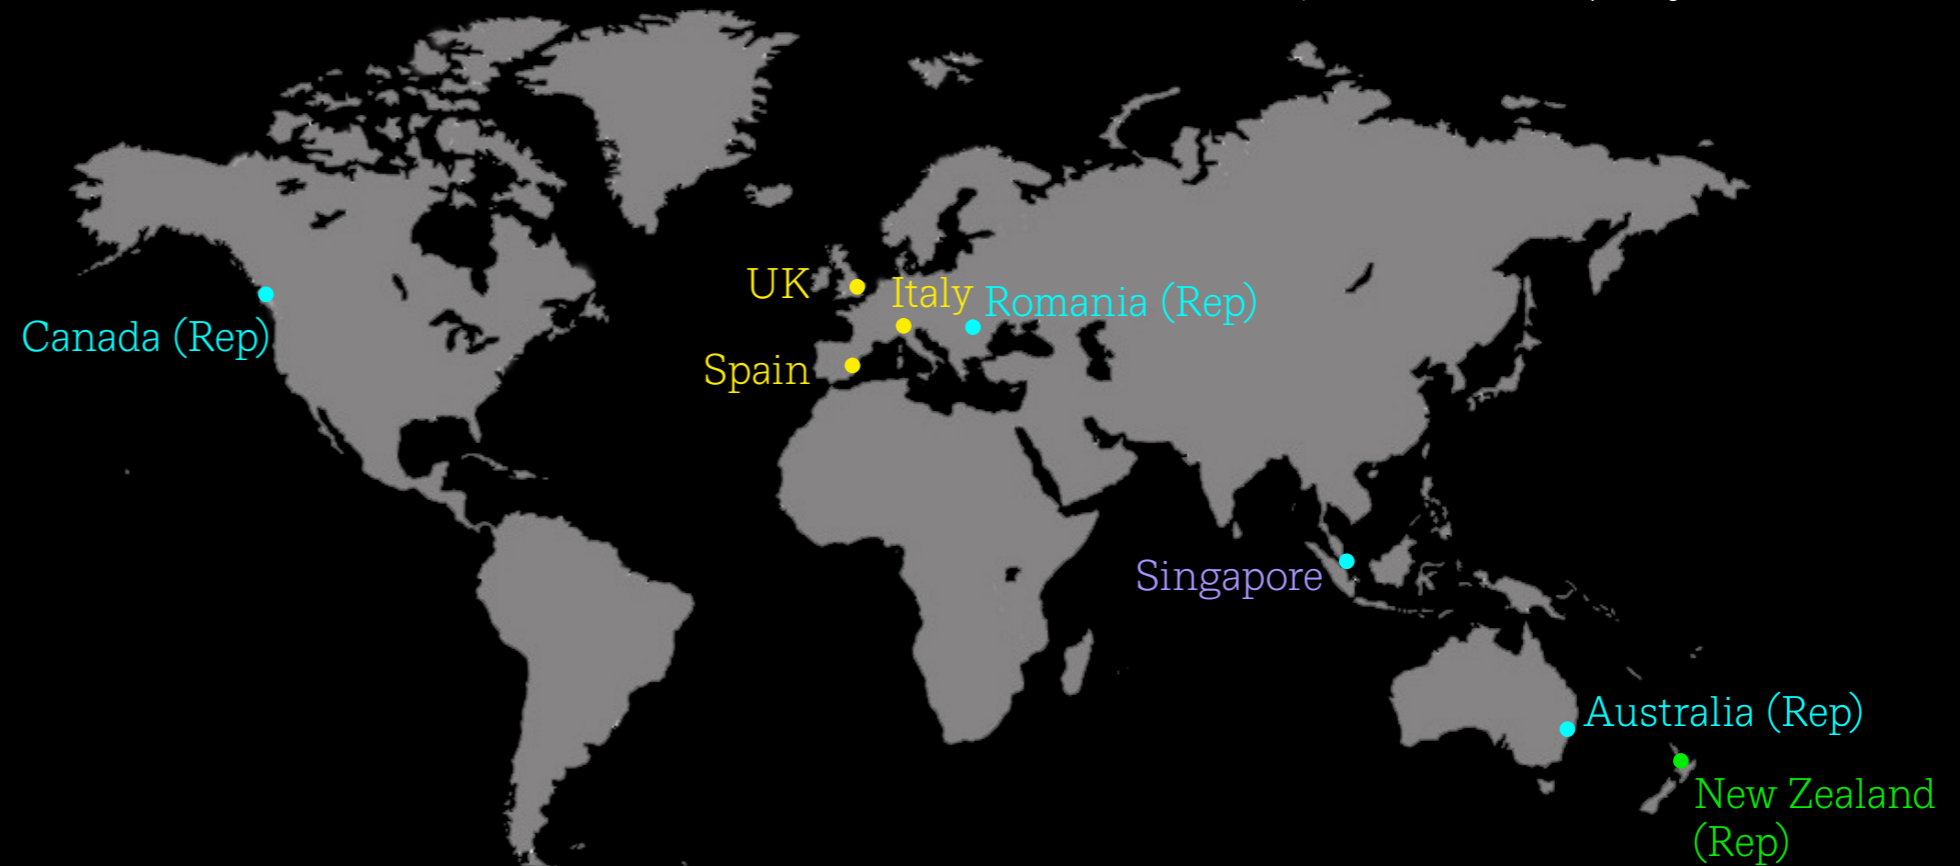 UK
Italy
Romania (Rep)
Canada (Rep)
Spain
Singapore
Australia (Rep)
New Zealand
(Rep)